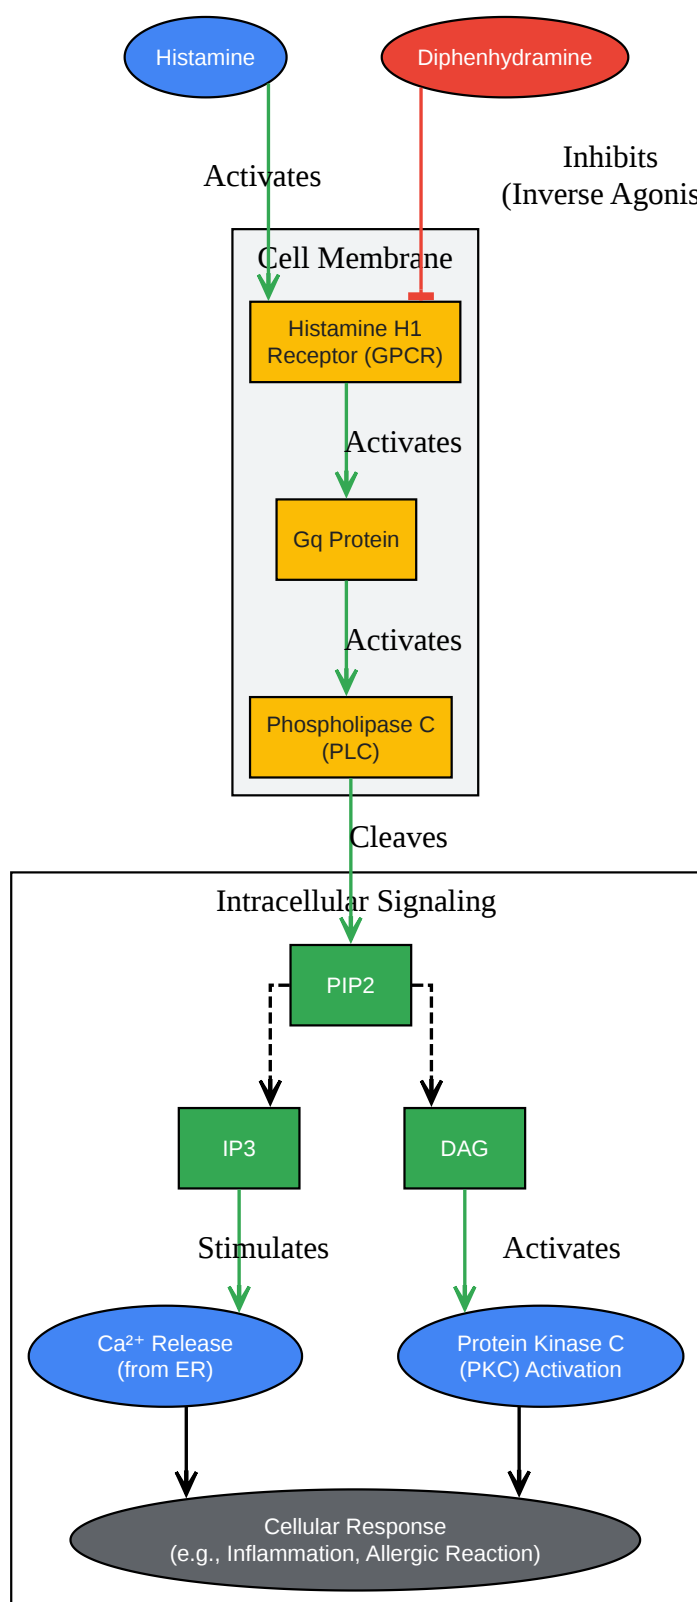 Histamine
Diphenhydramine
Activates
Inhibits
(Inverse Agonis
Cell Membrane
Histamine H1
Receptor (GPCR)
Activates
Gq Protein
Activates
Phospholipase C
(PLC)
Cleaves
Intracellular Signaling
PIP2
IP3
DAG
Stimulates
Activates
Ca²⁺ Release
(from ER)
Protein Kinase C
(PKC) Activation
Cellular Response
(e.g., Inflammation, Allergic Reaction)